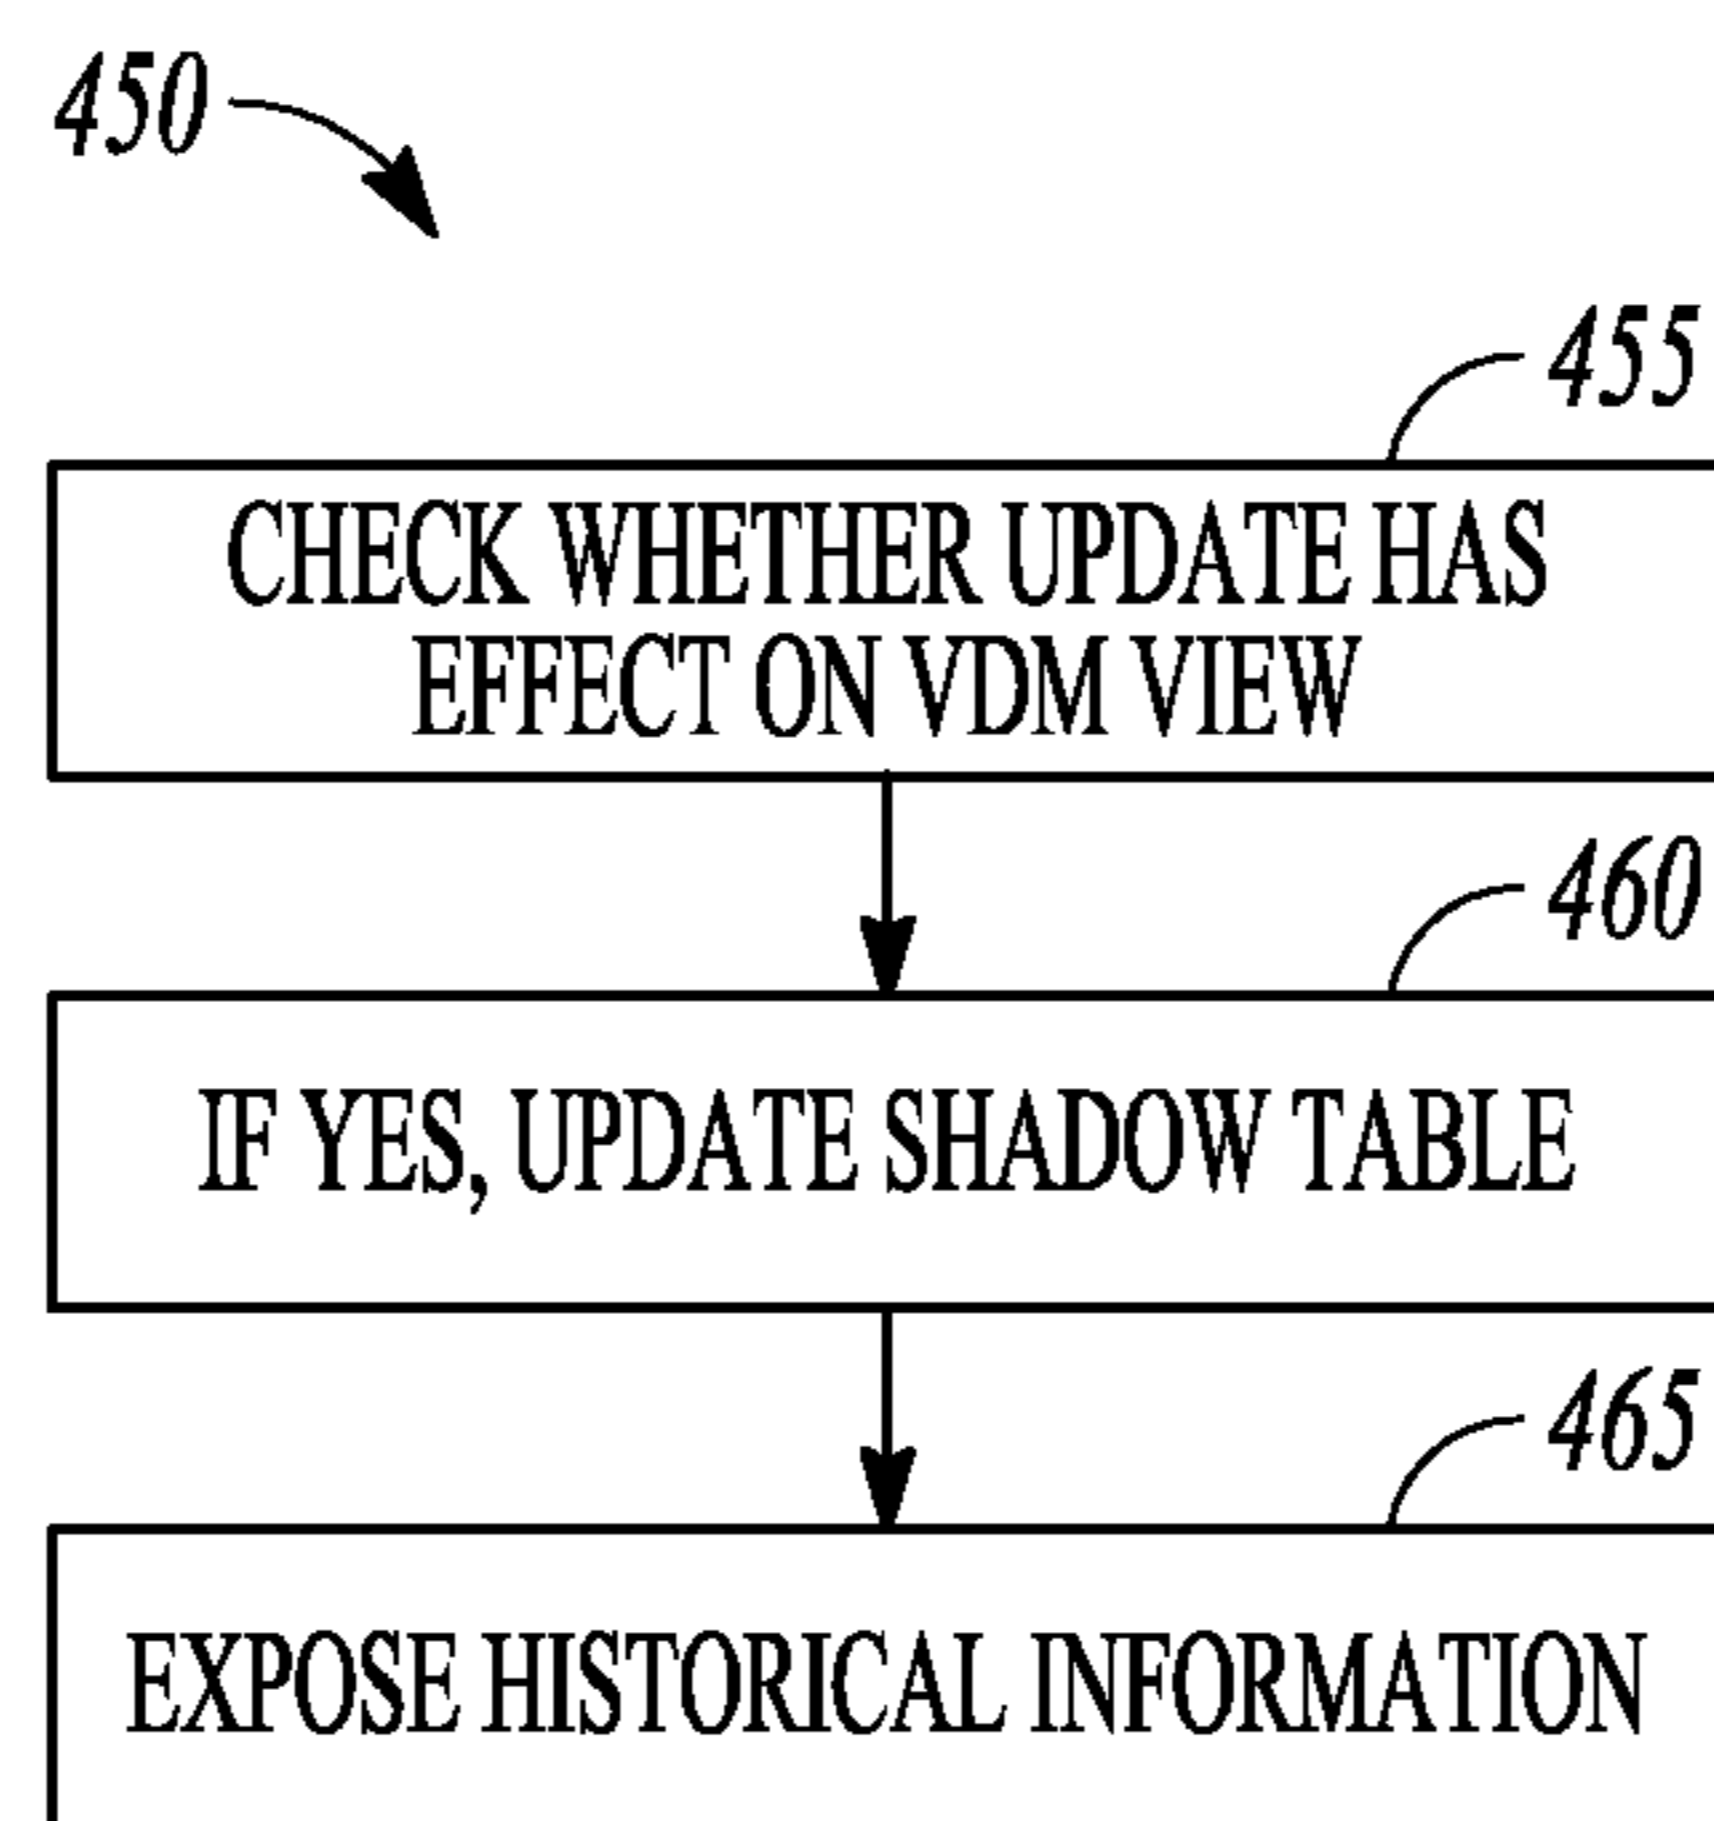 450
455
CHECK WHETHER UPDATE HAS
EFFECT ON VDM VIEW
460
IF YES, UPDATE SHADOW TABLE
465
EXPOSE HISTORICAL INFORMATION